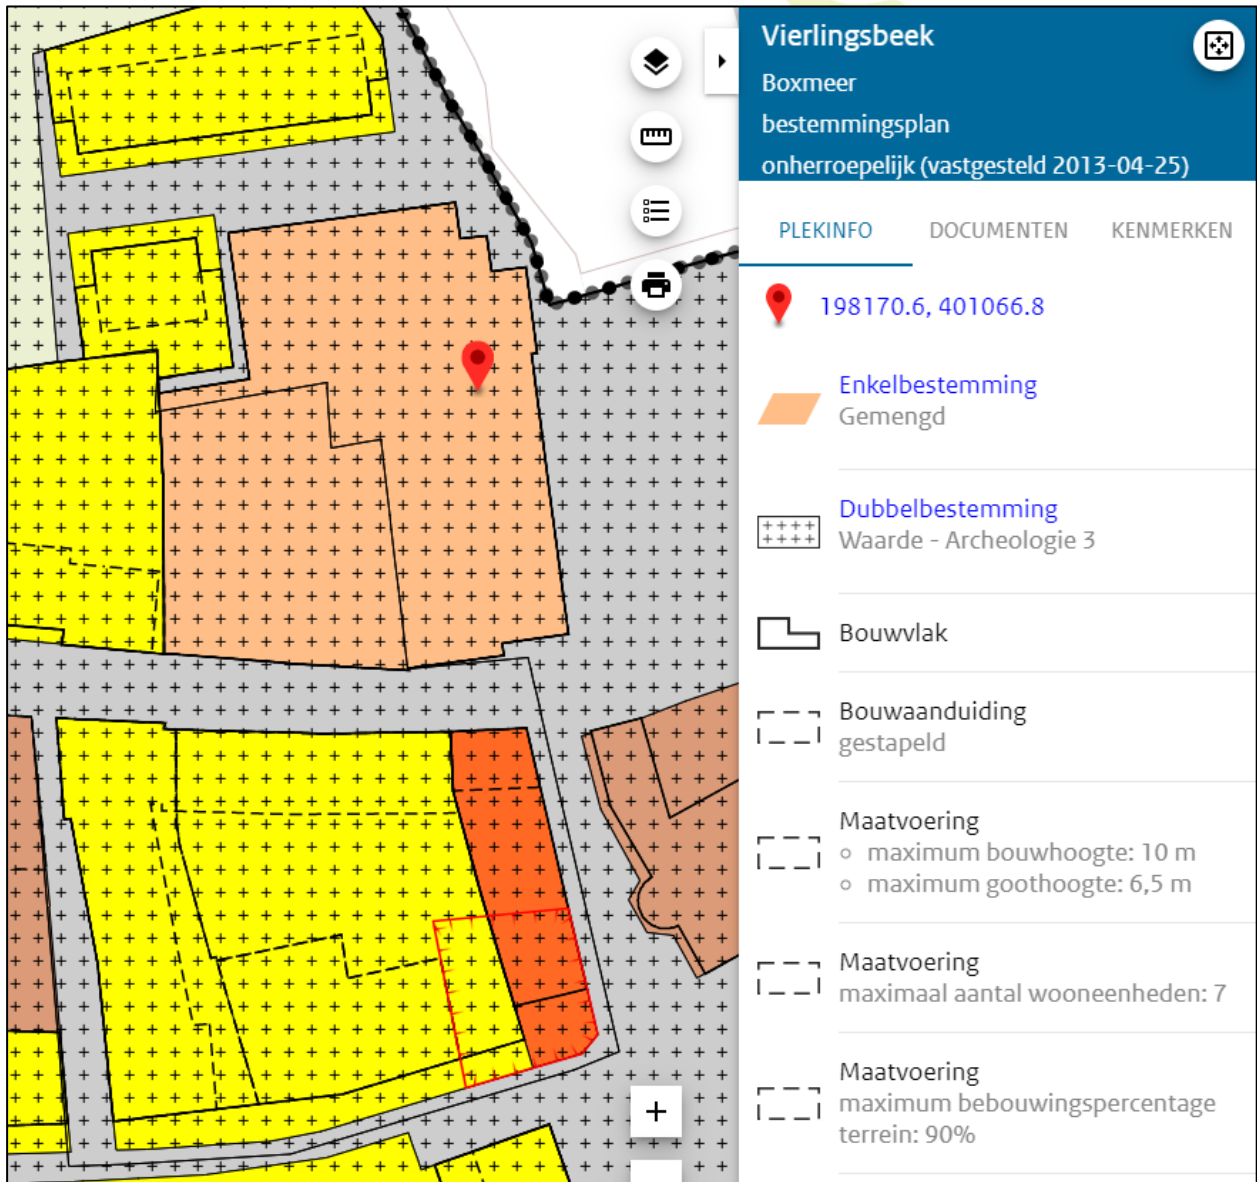 Vierlingsbeek
Boxmeer
bestemmingsplan
onherroepelijk (vastgesteld 2013-04-25)
PLEKINFO DOCUMENTEN KENMERKEN
198170.6, 401066.8
Enkelbestemming
Gemengd
Dubbelbestemming
Waarde - Archeologie 3
Bouwvlak
Bouwaanduiding
gestapeld
Maatvoering
maximum bouwhoogte: 10 m
maximum goothoogte: 6,5 m
Maatvoering
maximaal aantal wooneenheden: 7
Maatvoering
maximum bebouwingspercentage
terrein: 90%